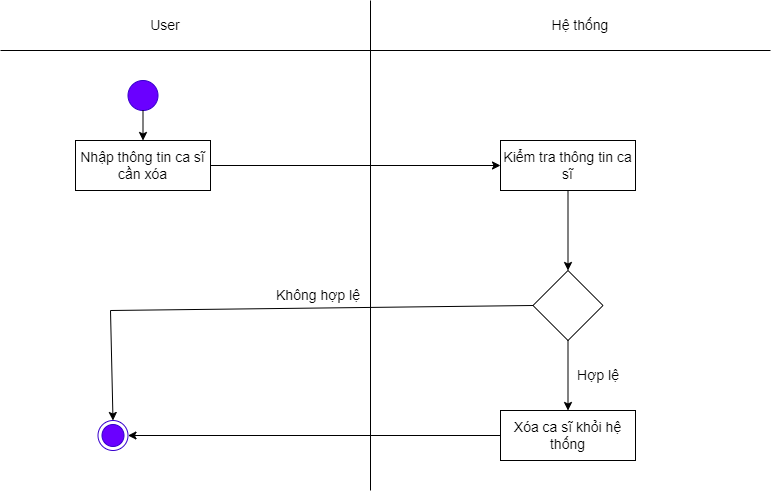 User
Hệ thống
Nhập thông tin ca sĩ
cần xóa
Kiểm tra thông tin ca
sĩ
Không hợp lệ
Hợp lệ
Xóa ca sĩ khỏi hệ
thống